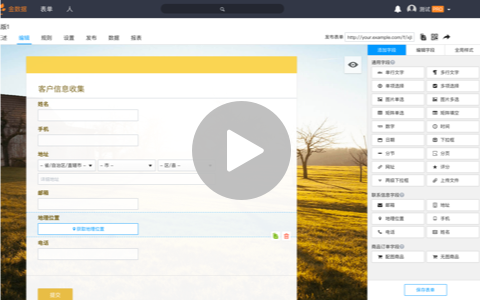 金数据 表单 人 测试 PRO
版1
述 编辑 规则 设置 发布 数据 报表 发布表单 http://your.example.com/f/q
添加字段 编辑字段 全局样式
客户信息收集
姓名
手机
地址
-- 省/自治区/直辖市 -- -- 市 -- -- 区/县 --
详细地址
邮箱
地理位置
获取地理位置
电话
提交
通用字段
单行文字 多行文字
单项选择 多项选择
图片单选 图片多选
矩阵单选 矩阵填空
数字 时间
日期 下拉框
分节 分页
网址 评分
两级下拉框 上传文件
联系信息字段
邮箱 地址
地理位置 手机
电话 姓名
商品订单字段
配图商品 无图商品
保存表单